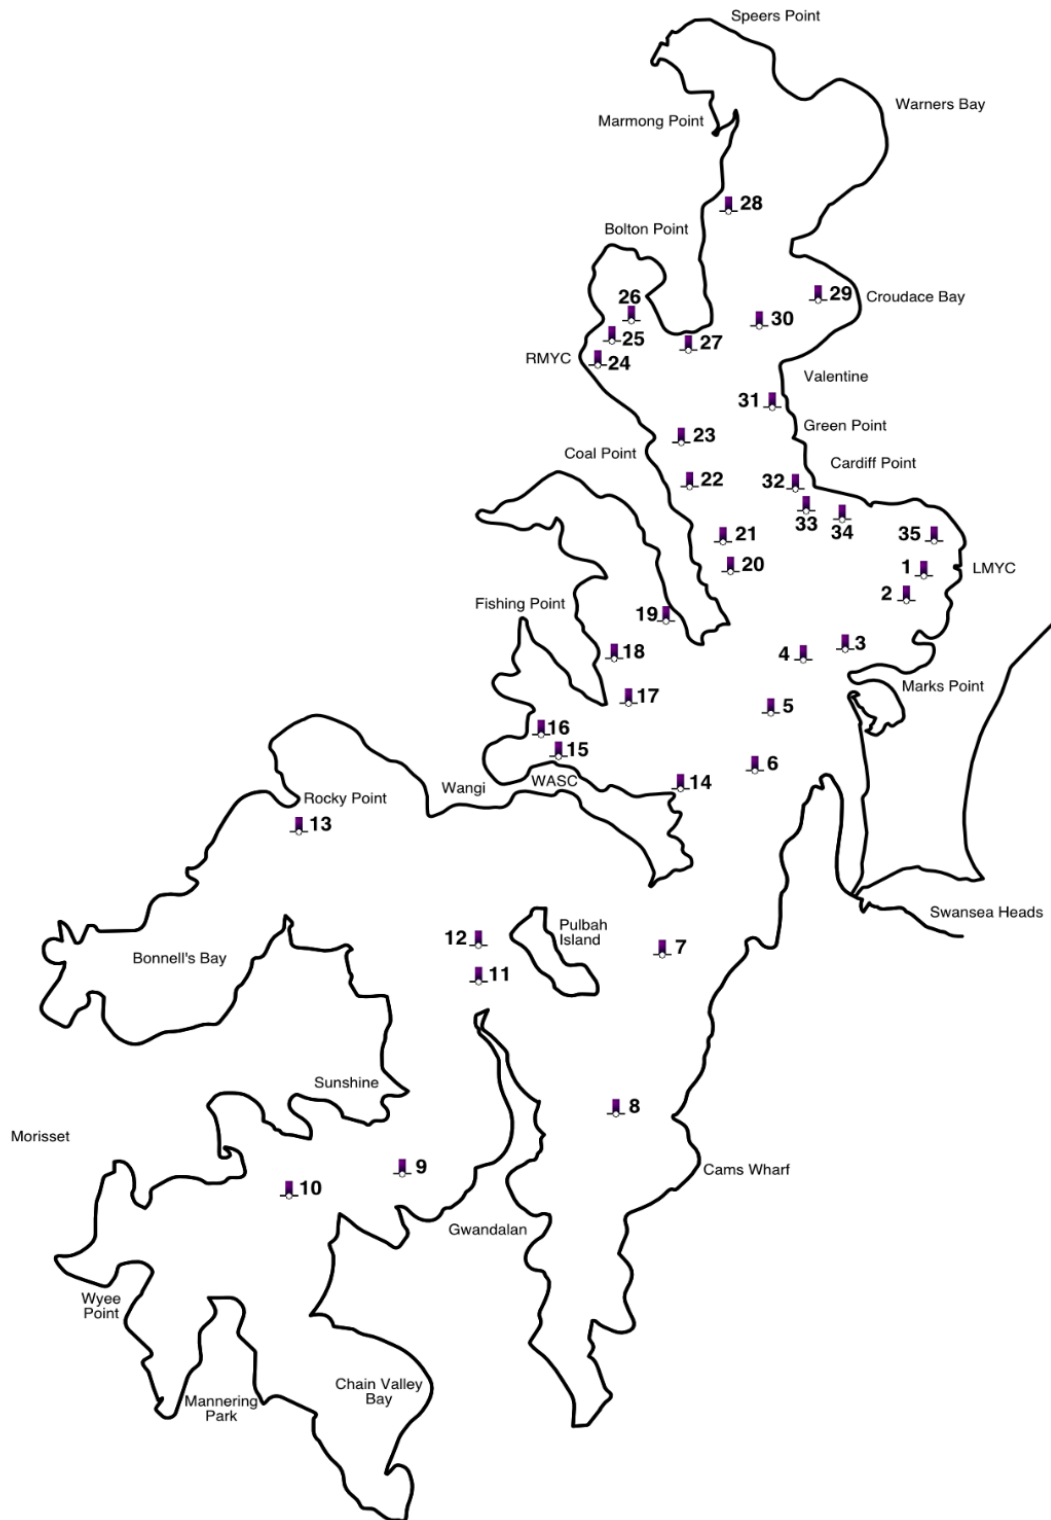 Speers Point
Warners Bay
Marmong Point
28
Bolton Point
29
Croudace Bay
26
30
25
27
RMYC
24
Valentine
31
Green Point
23
Coal Point
Cardiff Point
22
32
33
34
35
21
20
1
LMYC
2
Fishing Point
19
18
4
3
Marks Point
17
5
16
15
6
WASC
14
Wangi
Rocky Point
13
Swansea Heads
Pulbah
Island
12
7
Bonnell's Bay
11
Sunshine
8
Morisset
9
Cams Wharf
10
Gwandalan
Wyee
Point
Chain Valley
Bay
Mannering
Park